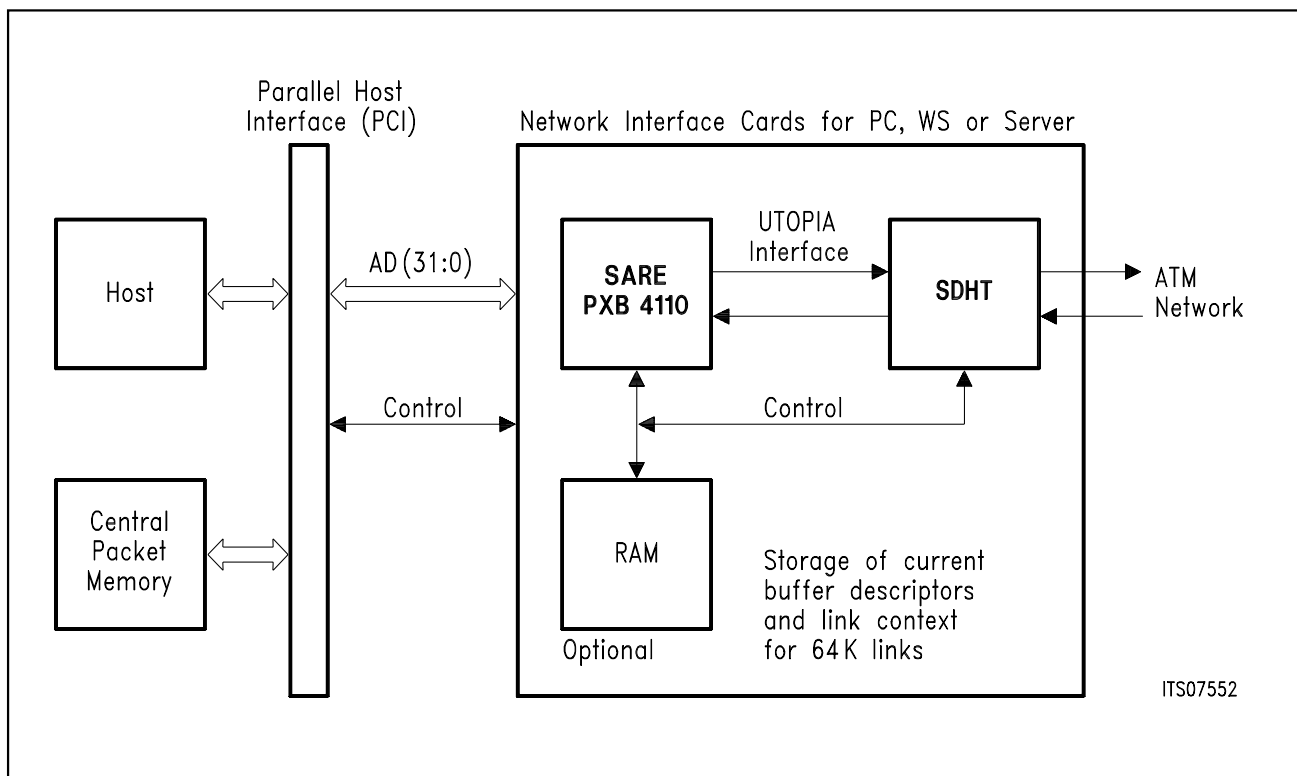 Parallel Host
Interface (PCI)
Network Interface Cards for PC, WS or Server
Host
AD (31:0)
SARE
PXB 4110
UTOPIA
Interface
SDHT
ATM
Network
Control
Control
Central
Packet
Memory
RAM
Optional
Storage of current
buffer descriptors
and link context
for 64K links
ITS07552